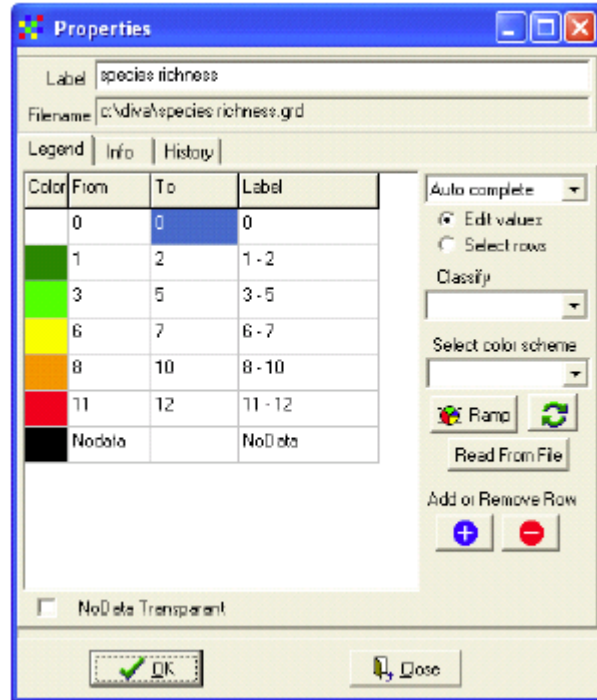 Properties
Label species richness
Filename c:\diva\species richness.grd
Legend Info History
Color From To Label
0 0 0
1 2 1 - 2
3 5 3 - 5
6 7 6 - 7
8 10 8 - 10
11 12 11 - 12
Nodata NoData
Auto complete
Edit values
Select rows
Classify
Select color scheme
Ramp
Read From File
Add or Remove Row
NoData Transparant
OK Close